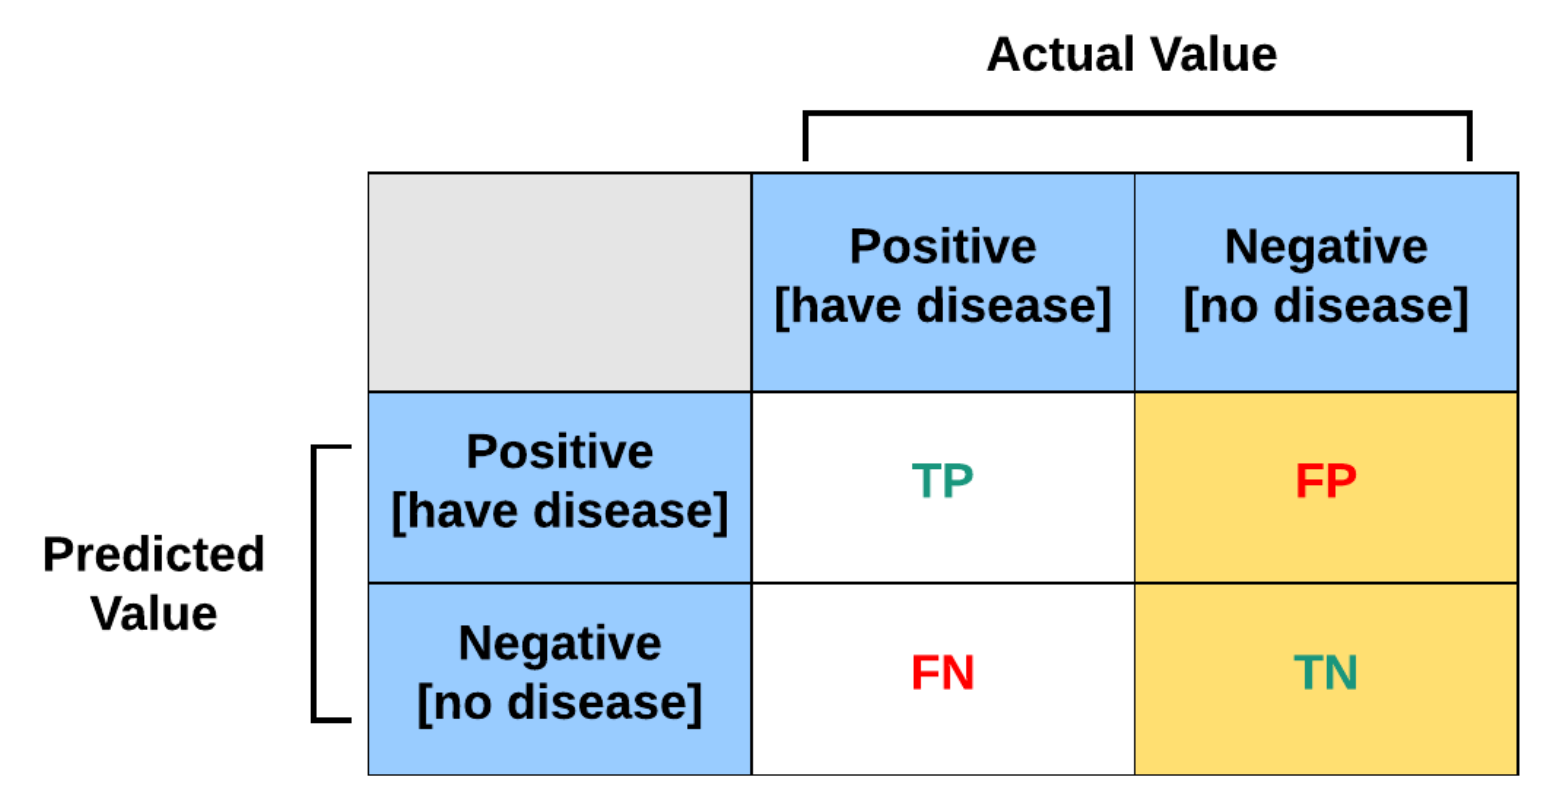 Actual Value
Positive
[have disease]
Negative
[no disease]
Positive
[have disease]
TP
FP
Predicted
Value
Negative
[no disease]
FN
TN